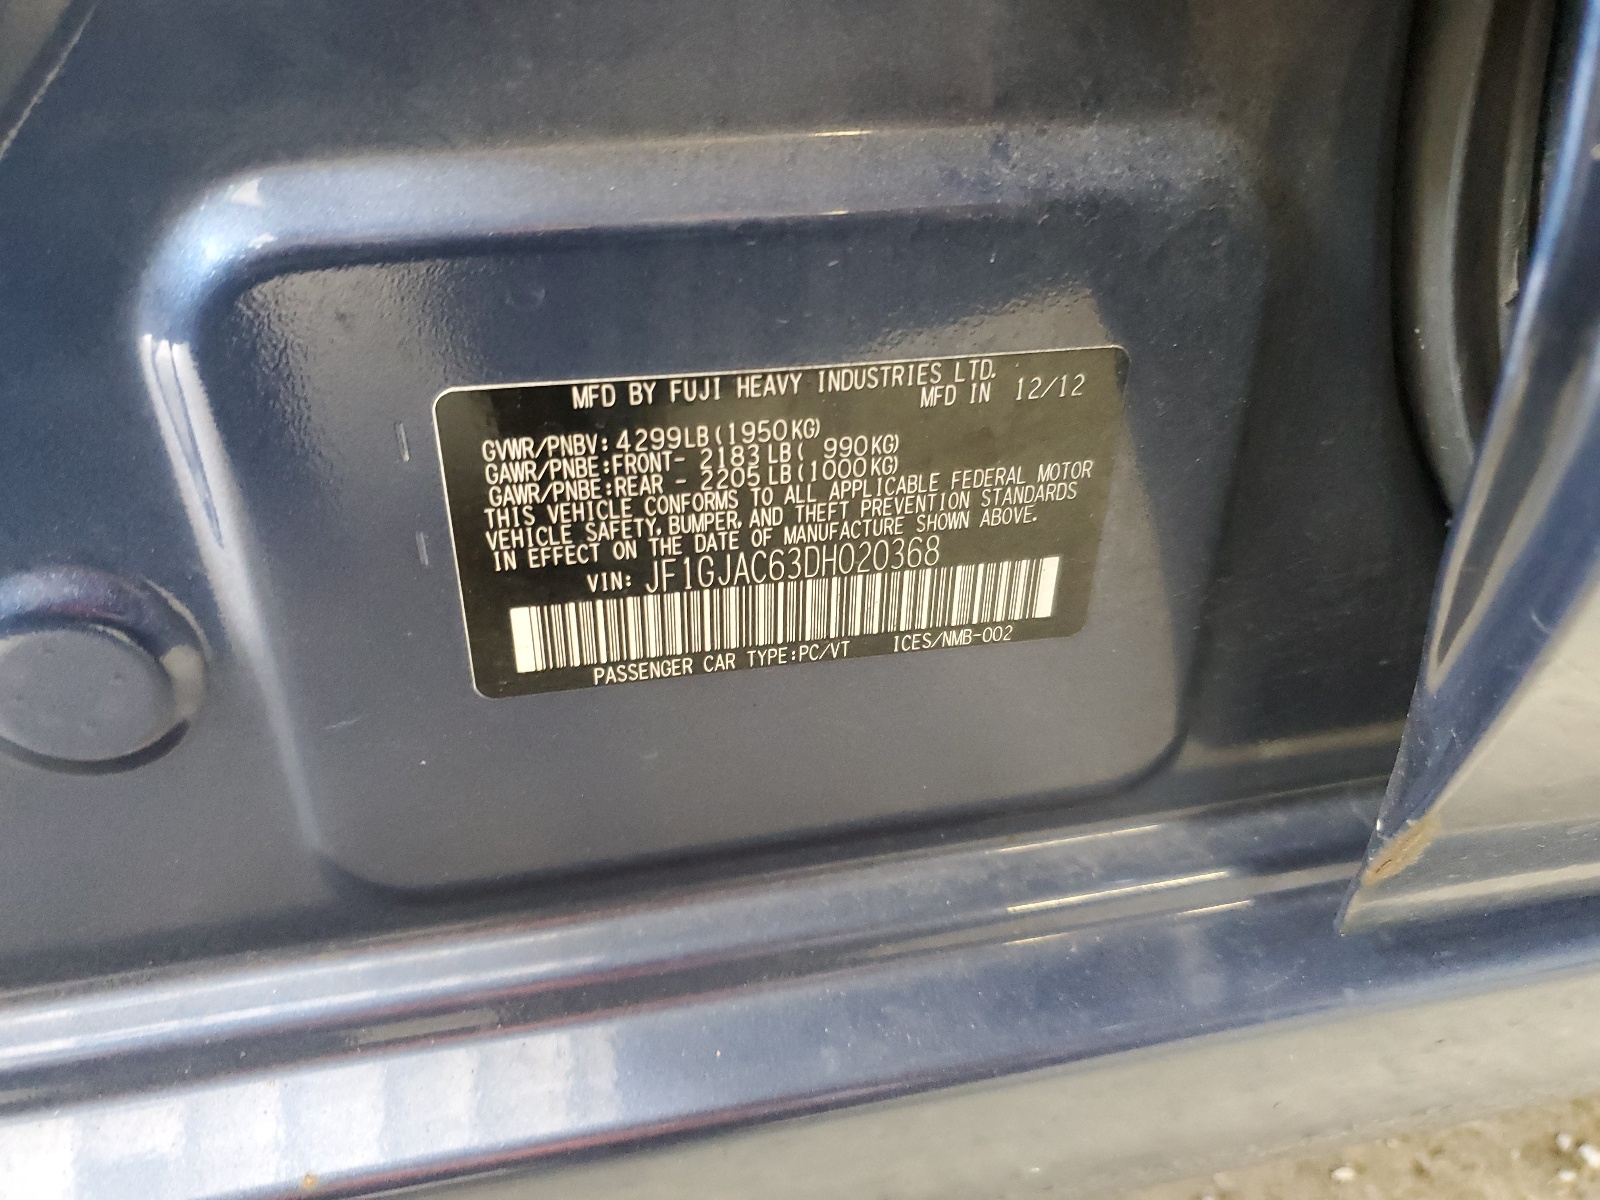 MFD BY FUJI HEAVY INDUSTRIES LTD.
MFD IN 12/12
GVWR/PNBV: 4299LB(1950KG)
GAWR/PNBE:FRONT- 2183LB( 990KG)
GAWR/PNBE:REAR - 2205LB(1000KG)
THIS VEHICLE CONFORMS TO ALL APPLICABLE FEDERAL MOTOR
VEHICLE SAFETY, BUMPER, AND THEFT PREVENTION STANDARDS
IN EFFECT ON THE DATE OF MANUFACTURE SHOWN ABOVE.
VIN: JF1GJAC63DH020368
PASSENGER CAR TYPE:PC/VT ICES/NMB-002